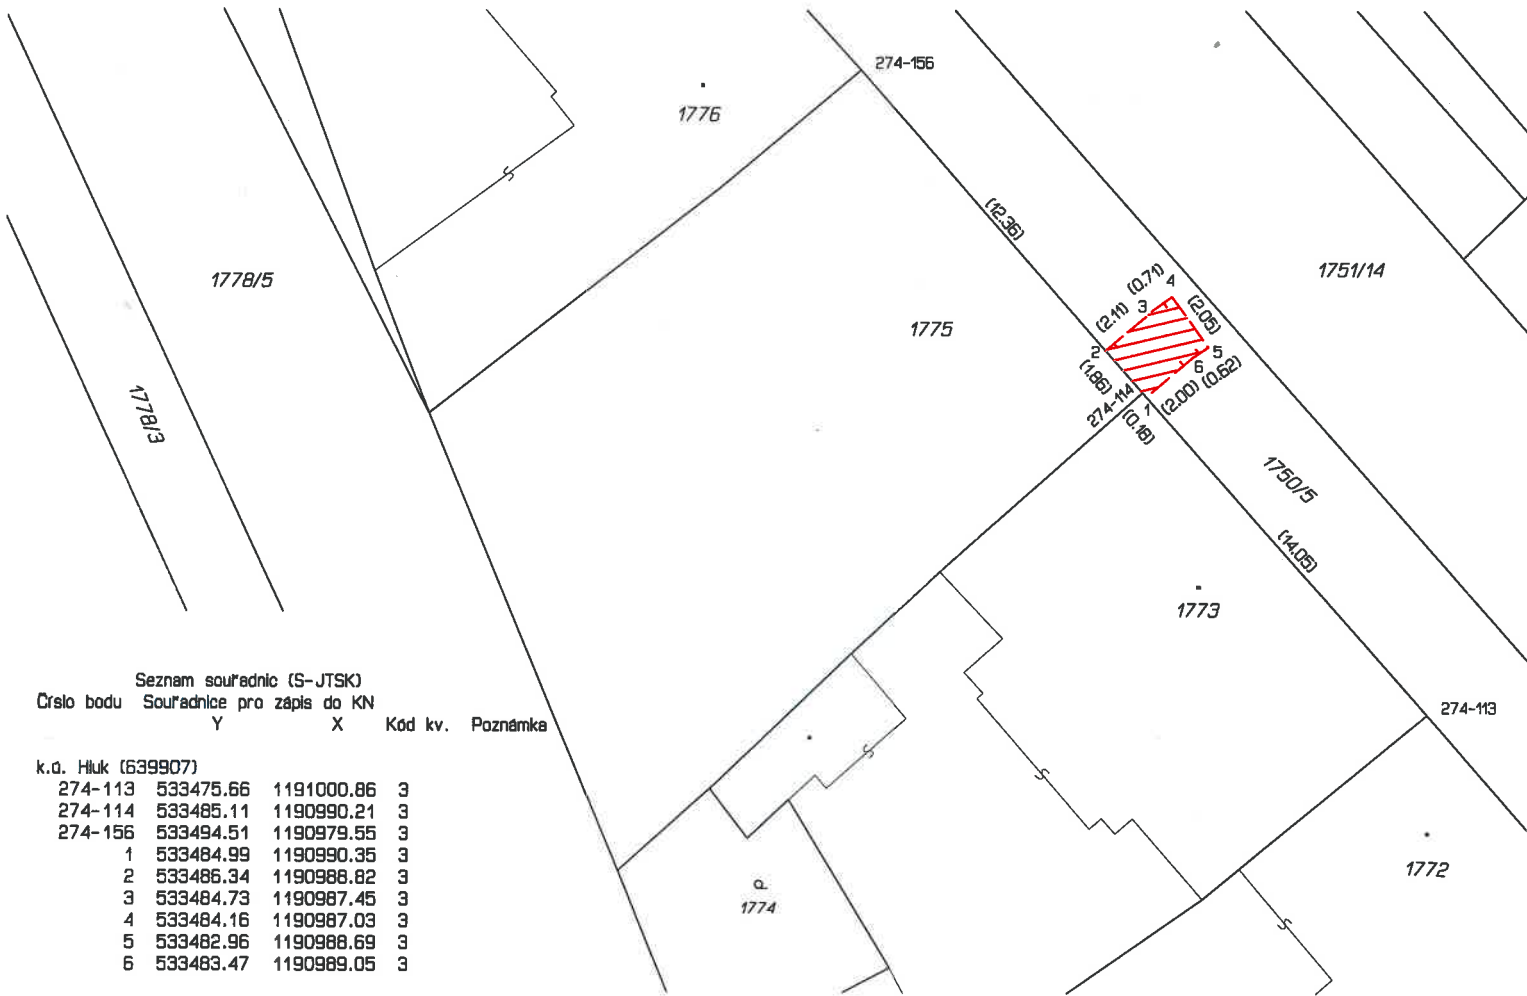 274-156
1776
(12.36)
1778/5
1751/14
(0.71)
4
3
(2.11)
(2.05)
1775
2
5
6
(1.86)
(0.62)
274-114
1
(2.00)
(0.18)
1778/3
1750/5
(14.05)
1773
S
S
S
S
274-113
1772
1774
Seznam souřadnic (S-JTSK)
Číslo bodu Souřadnice pro zápis do KN
Y X Kód kv. Poznámka
k.ú. Hluk (639907)
274-113 533475.66 1191000.86 3
274-114 533485.11 1190990.21 3
274-156 533494.51 1190979.55 3
1 533484.99 1190990.35 3
2 533486.34 1190988.82 3
3 533484.73 1190987.45 3
4 533484.16 1190987.03 3
5 533482.96 1190988.69 3
6 533483.47 1190989.05 3